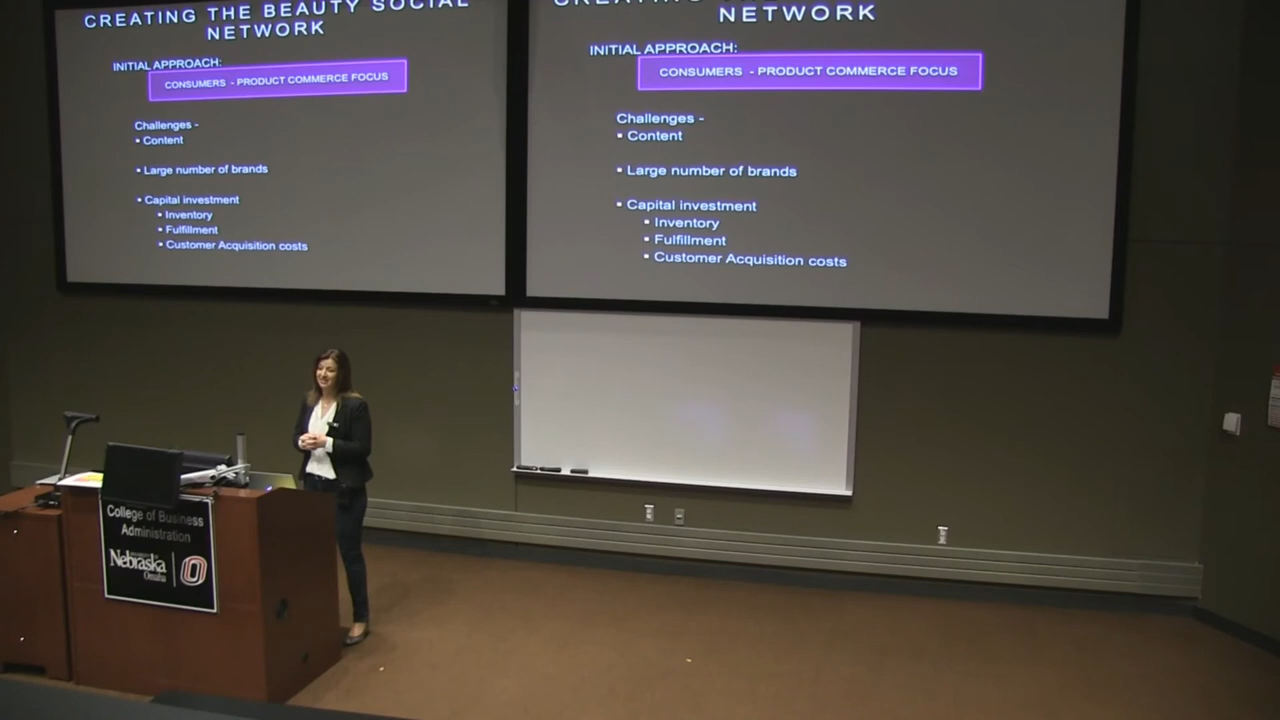 CREATING THE BEAUTY SOCIAL
NETWORK
INITIAL APPROACH:
CONSUMERS - PRODUCT COMMERCE FOCUS
Challenges -
▪ Content
▪ Large number of brands
▪ Capital investment
▪ Inventory
▪ Fulfillment
▪ Customer Acquisition costs
NETWORK
INITIAL APPROACH:
CONSUMERS - PRODUCT COMMERCE FOCUS
Challenges -
▪ Content
▪ Large number of brands
▪ Capital investment
▪ Inventory
▪ Fulfillment
▪ Customer Acquisition costs
College of Business
Administration
Nebraska
Omaha
O